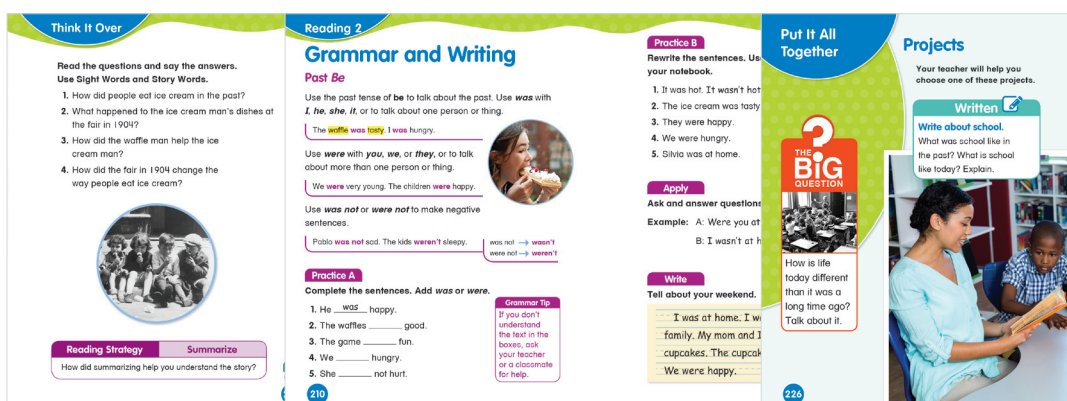 Think It Over
Read the questions and say the answers.
Use Sight Words and Story Words.
1. How did people eat ice cream in the past?
2. What happened to the ice cream man's dishes at
the fair in 1904?
3. How did the waffle man help the ice
cream man?
4. How did the fair in 1904 change the
way people eat ice cream?
Reading Strategy Summarize
How did summarizing help you understand the story?
Reading 2
Grammar and Writing
Past Be
Use the past tense of be to talk about the past. Use was with
I, he, she, it, or to talk about one person or thing.
The waffle was tasty. I was hungry.
Use were with you, we, or they, or to talk
about more than one person or thing.
We were very young. The children were happy.
Use was not or were not to make negative
sentences.
Pablo was not sad. The kids weren't sleepy.
was not → wasn't
were not → weren't
Practice A
Complete the sentences. Add was or were.
1. He was happy.
2. The waffles ______ good.
3. The game ______ fun.
4. We ______ hungry.
5. She ______ not hurt.
Grammar Tip
If you don't
understand
the text in the
boxes, ask
your teacher
or a classmate
for help.
210
Practice B
Rewrite the sentences. Us
your notebook.
1. It was hot. It wasn't hot
2. The ice cream was tasty
3. They were happy.
4. We were hungry.
5. Silvia was at home.
Apply
Ask and answer questions
Example: A: Were you at
B: I wasn't at h
Write
Tell about your weekend.
I was at home. I w
family. My mom and I
cupcakes. The cupcak
We were happy.
Put It All
Together
THE
BIG
QUESTION
How is life
today different
than it was a
long time ago?
Talk about it.
226
Projects
Your teacher will help you
choose one of these projects.
Written
Write about school.
What was school like in
the past? What is school
like today? Explain.